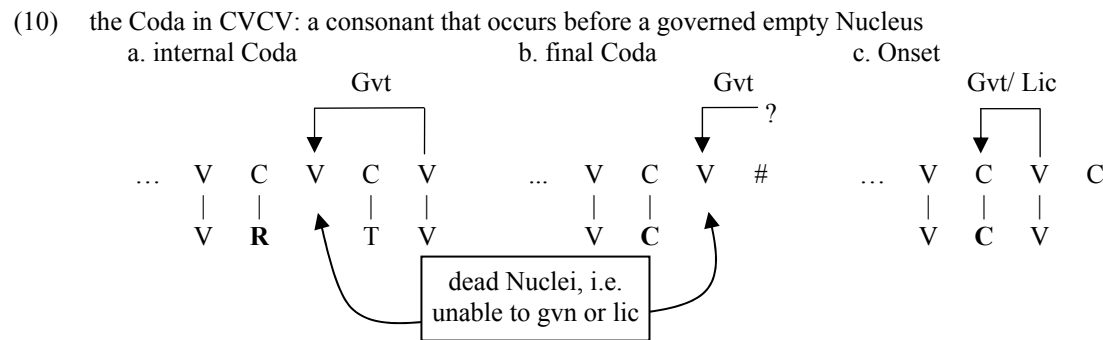 (10) the Coda in CVCV: a consonant that occurs before a governed empty Nucleus
a. internal Coda b. final Coda c. Onset
Gvt Gvt Gvt/ Lic
?
… V C V C V ... V C V # … V C V C
V R T V V C V C V
dead Nuclei, i.e.
unable to gvn or lic